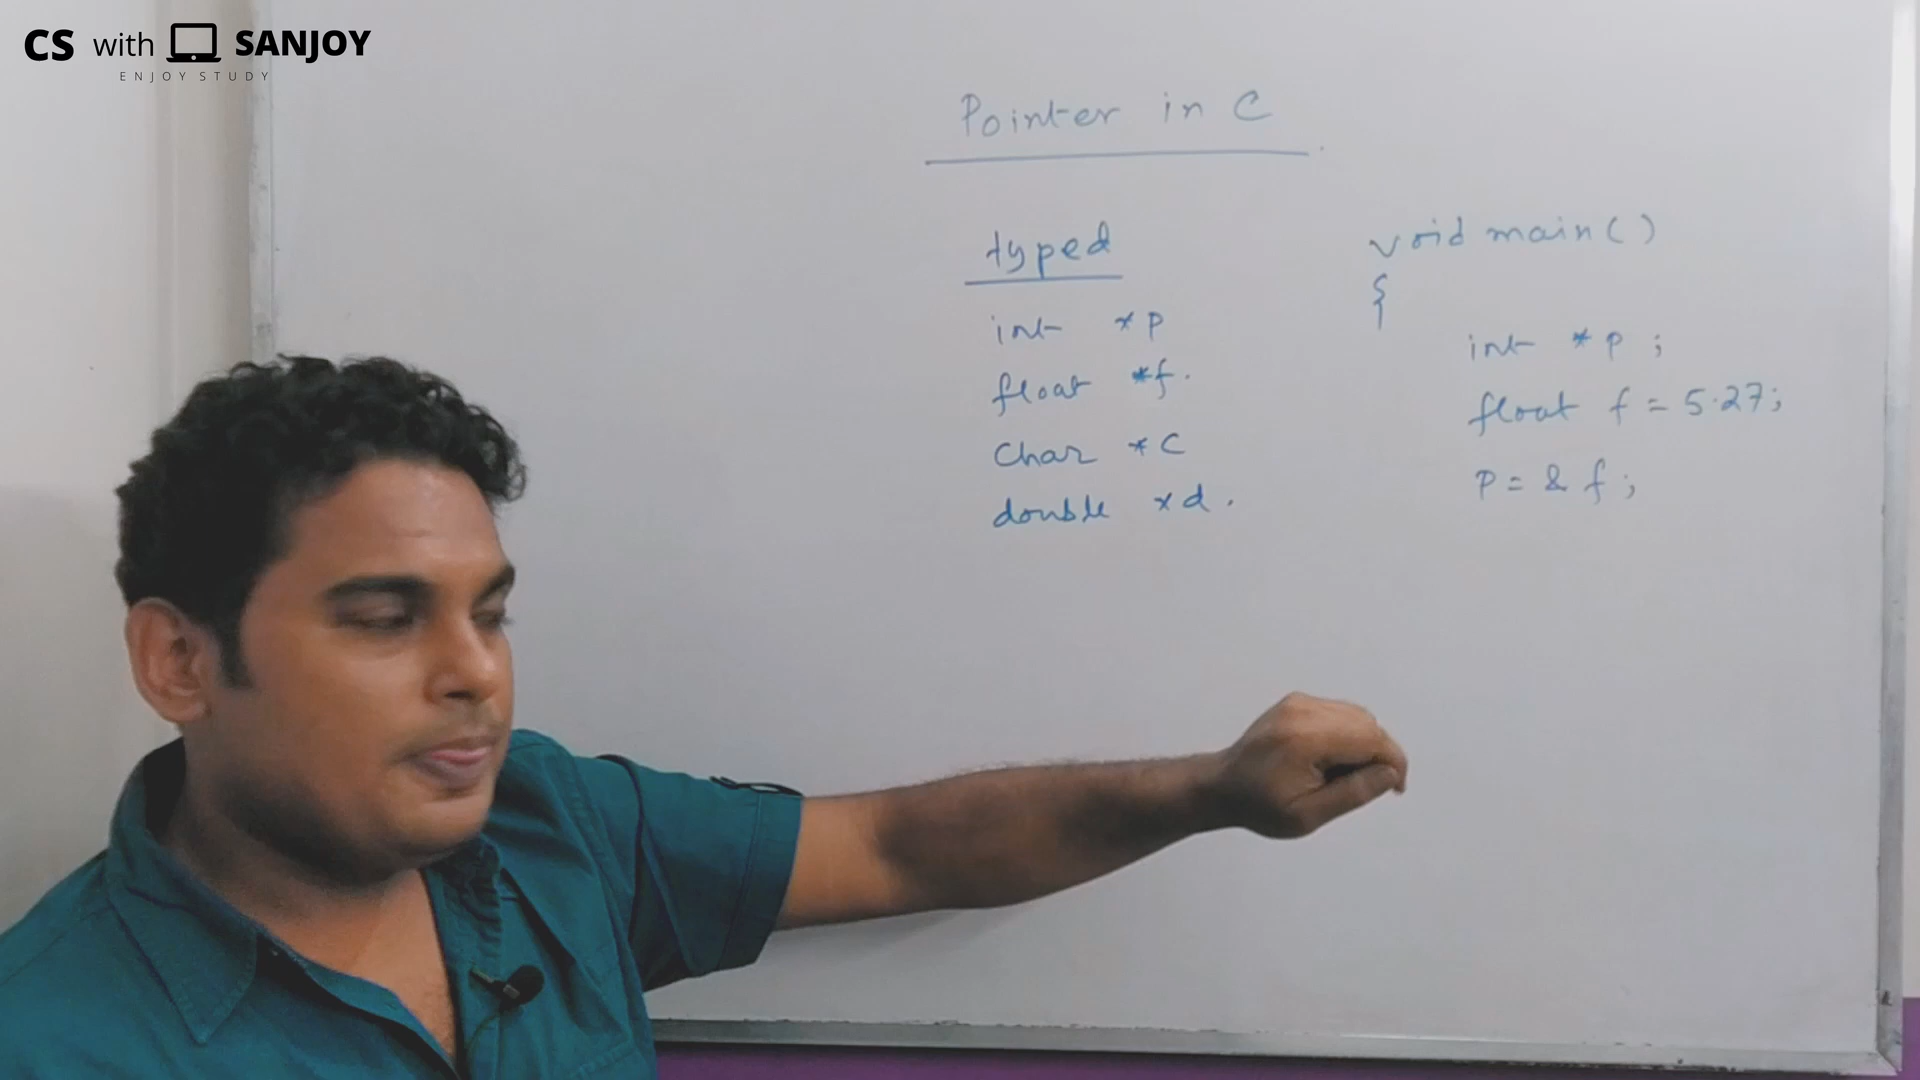 CS with SANJOY
ENJOY STUDY
Pointer in C
typed
int *p
float *f.
Char *C
double *d.
void main()
{
int *p;
float f = 5.27;
P = & f;